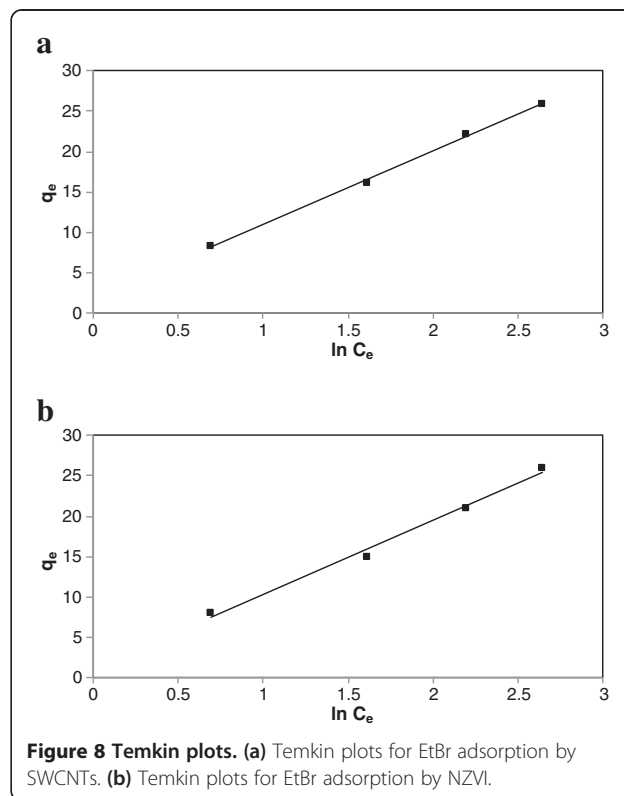 a
30
25
20
15
10
5
0
qe
0 0.5 1 1.5 2 2.5 3
ln Ce
b
30
25
20
15
10
5
0
qe
0 0.5 1 1.5 2 2.5 3
ln Ce
Figure 8 Temkin plots. (a) Temkin plots for EtBr adsorption by
SWCNTs. (b) Temkin plots for EtBr adsorption by NZVI.